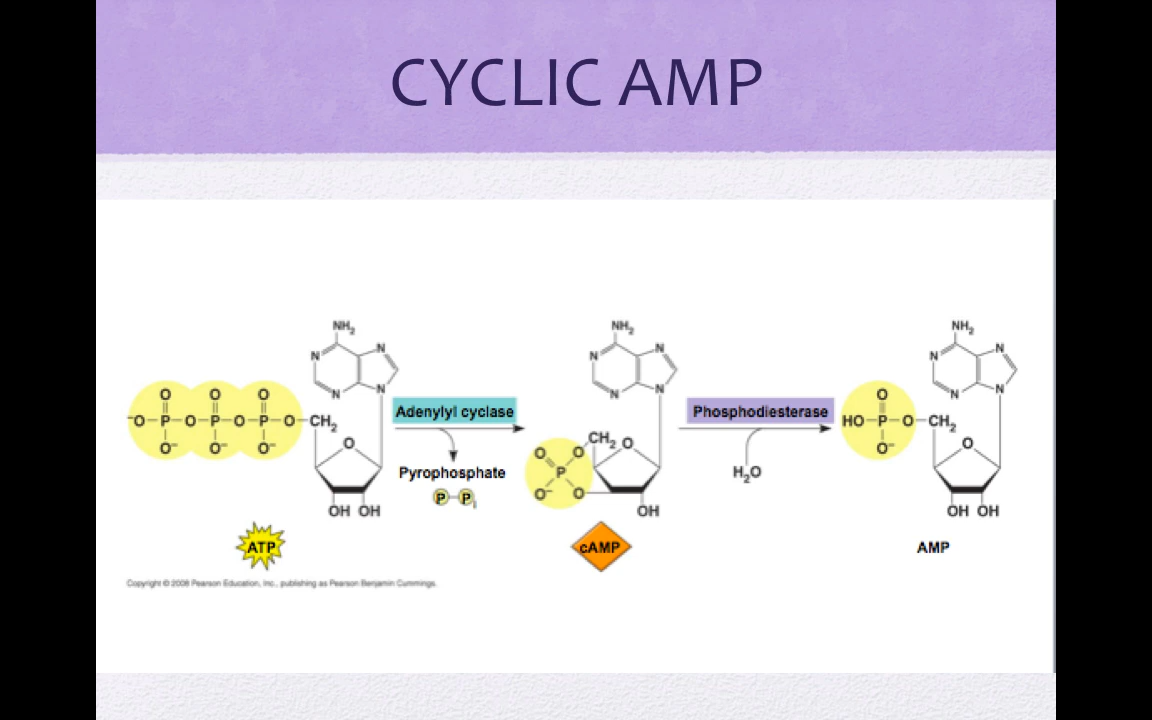 CYCLIC AMP
NH₂
N
N
N
N
O
O
O
⁻O—P—O—P—O—P—O—CH₂
O⁻
O⁻
O⁻
O
OH OH
ATP
Adenylyl cyclase
Pyrophosphate
P—Pᵢ
NH₂
N
N
N
N
CH₂
O
O
O
P
O⁻
O
OH
cAMP
Phosphodiesterase
H₂O
NH₂
N
N
N
N
O
HO—P—O—CH₂
O⁻
O
OH OH
AMP
Copyright © 2008 Pearson Education, Inc., publishing as Pearson Benjamin Cummings.